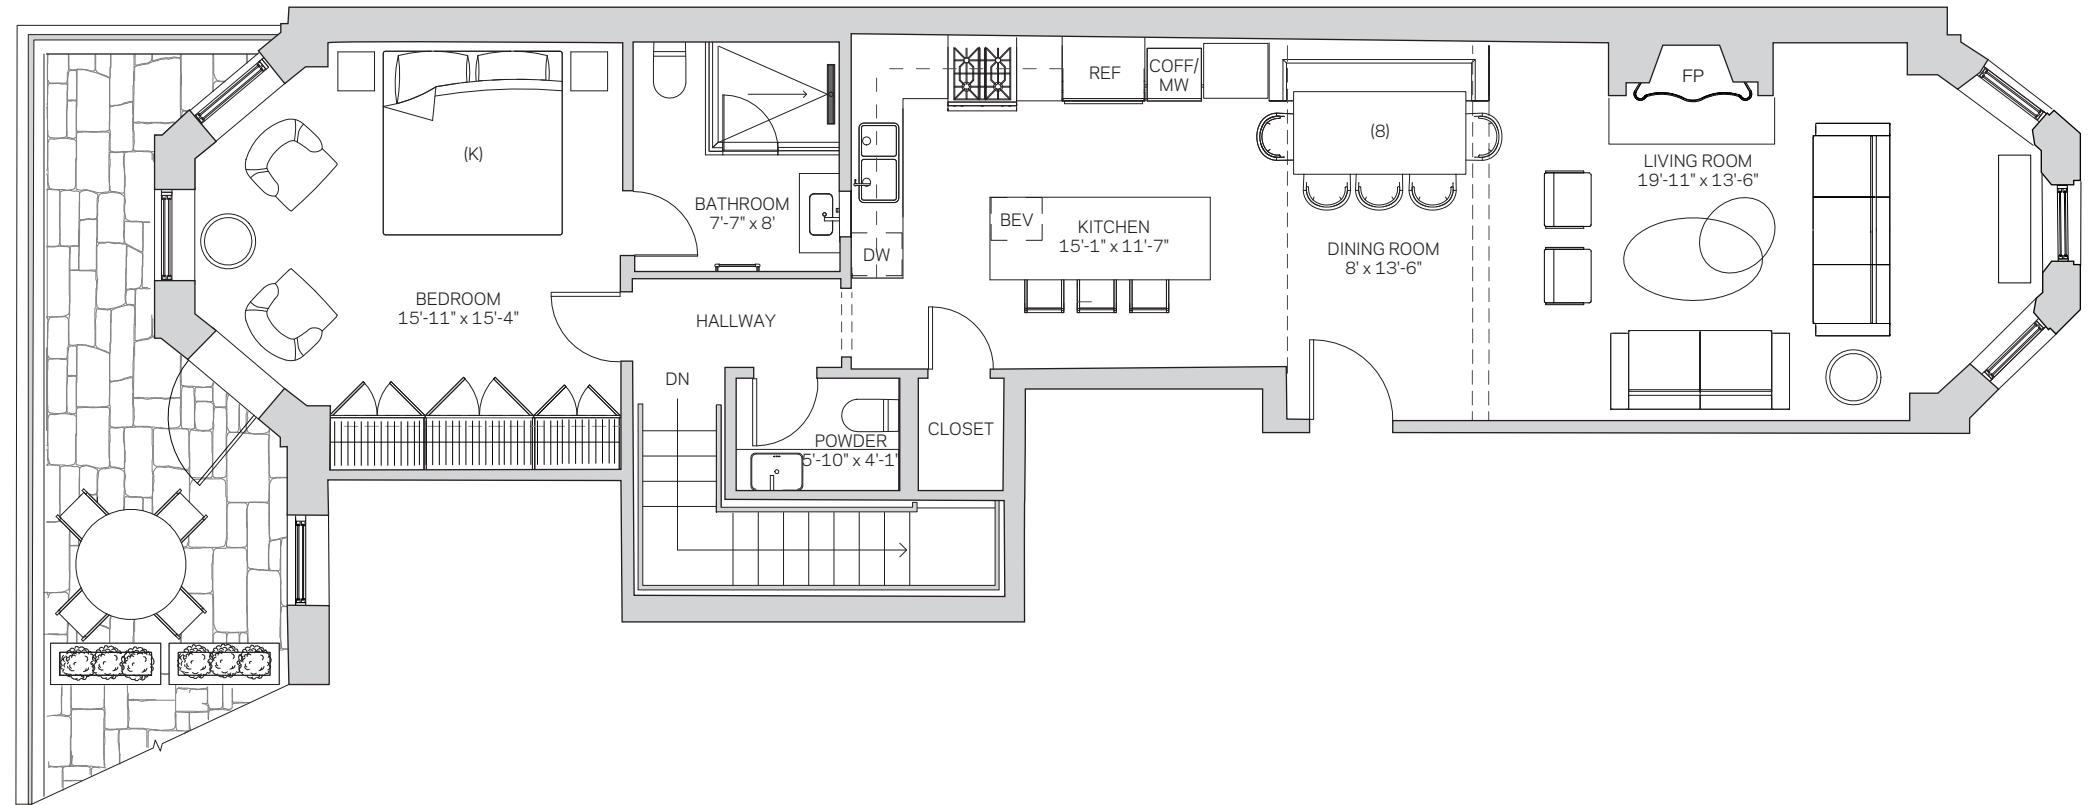 REF
COFF/
MW
FP
(K)
(8)
BATHROOM
7'-7" x 8'
BEV
KITCHEN
15'-1" x 11'-7"
DW
DINING ROOM
8' x 13'-6"
LIVING ROOM
19'-11" x 13'-6"
BEDROOM
15'-11" x 15'-4"
HALLWAY
DN
POWDER
5'-10" x 4'-1"
CLOSET